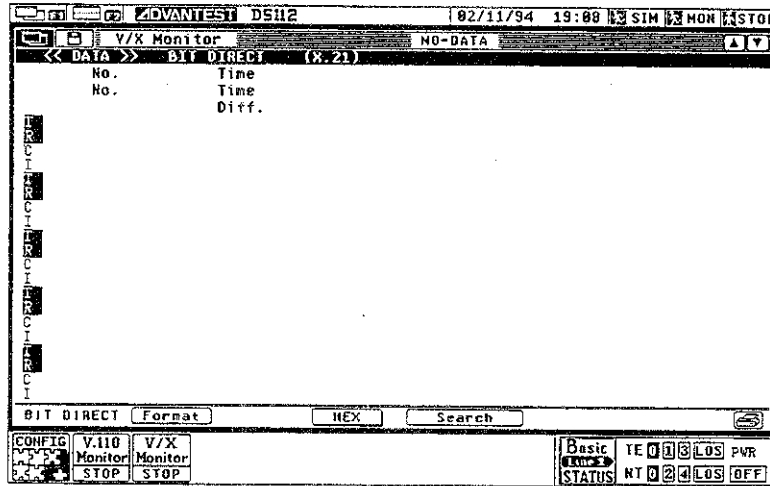 ADVANTEST D5112 02/11/94 19:08 SIM MON STOP
V/X Monitor NO-DATA
<< DATA >> BIT DIRECT (X.21)
No. Time
No. Time
Diff.
T
R
C
I
T
R
C
I
T
R
C
I
T
R
C
I
T
R
C
I
BIT DIRECT Format HEX Search
CONFIG V.110 Monitor STOP V/X Monitor STOP
Basic STATUS
TE 0 1 3 LOS PWR
NT 0 2 4 LOS OFF